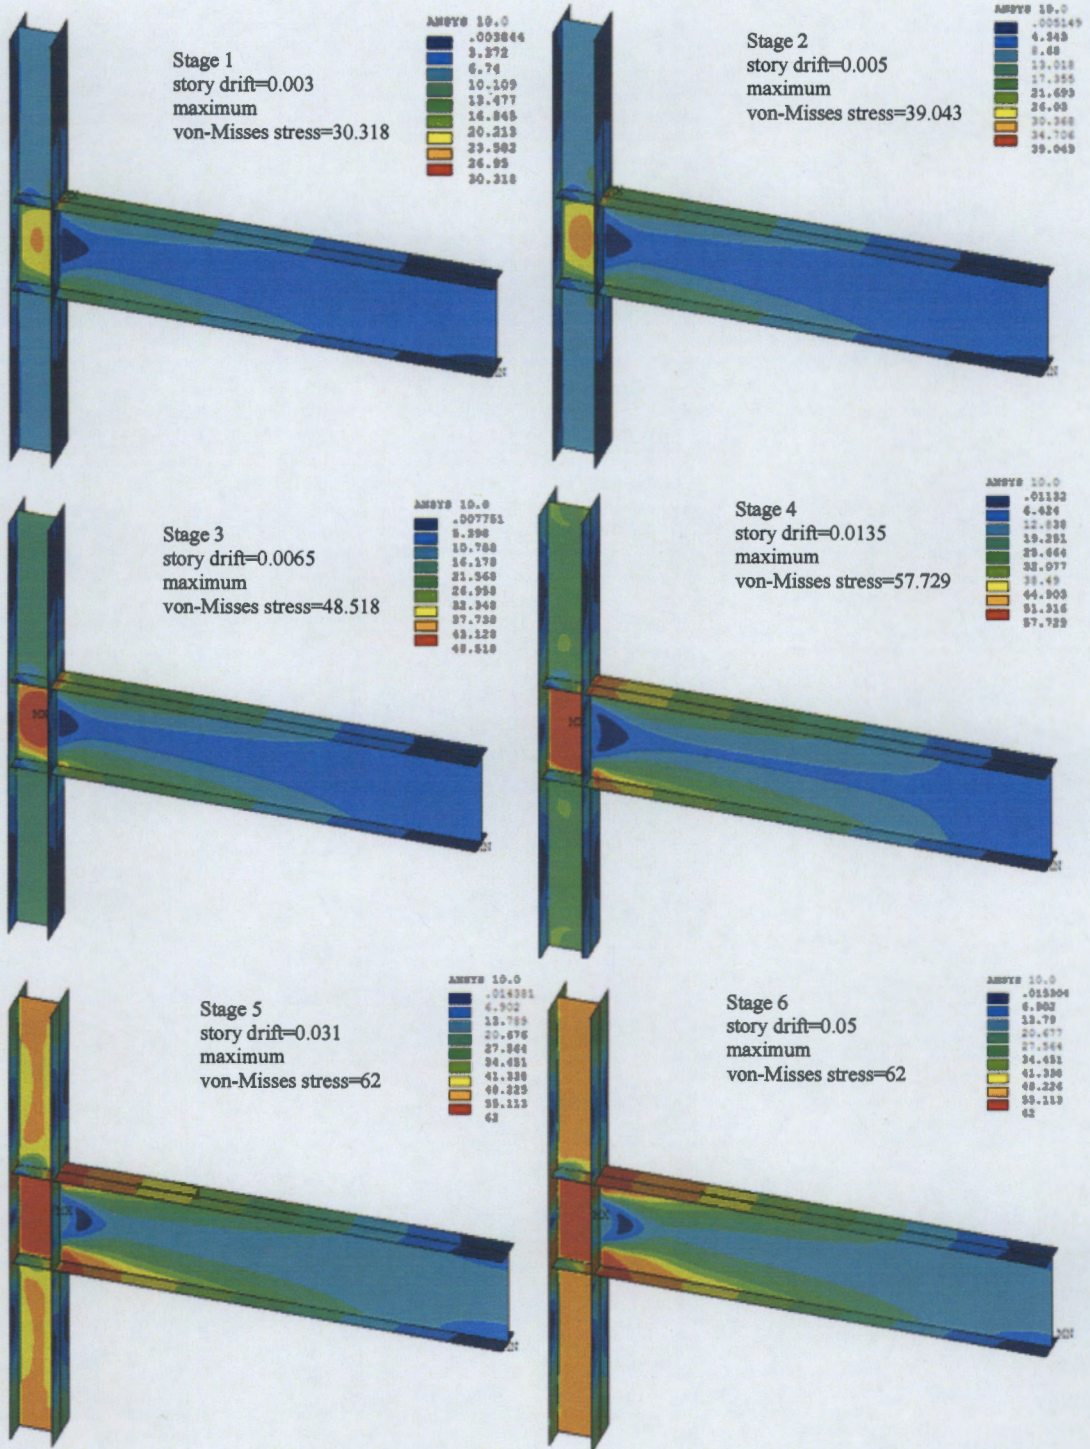 ANSYS 10.0
.003844
3.372
6.74
10.109
13.477
16.845
20.213
23.582
26.95
30.318
Stage 1
story drift=0.003
maximum
von-Misses stress=30.318
ANSYS 10.0
.005149
4.343
8.68
13.018
17.355
21.693
26.03
30.368
34.706
39.043
Stage 2
story drift=0.005
maximum
von-Misses stress=39.043
ANSYS 10.0
.007751
5.398
10.788
16.178
21.568
26.958
32.348
37.738
43.128
48.518
Stage 3
story drift=0.0065
maximum
von-Misses stress=48.518
MX
ANSYS 10.0
.01132
6.424
12.838
19.251
25.664
32.077
38.49
44.903
51.316
57.729
Stage 4
story drift=0.0135
maximum
von-Misses stress=57.729
ANSYS 10.0
.014381
6.902
13.789
20.676
27.564
34.451
41.338
48.225
55.113
62
Stage 5
story drift=0.031
maximum
von-Misses stress=62
MX
ANSYS 10.0
.015304
6.902
13.79
20.677
27.564
34.451
41.338
48.226
55.113
62
Stage 6
story drift=0.05
maximum
von-Misses stress=62
MX
MN